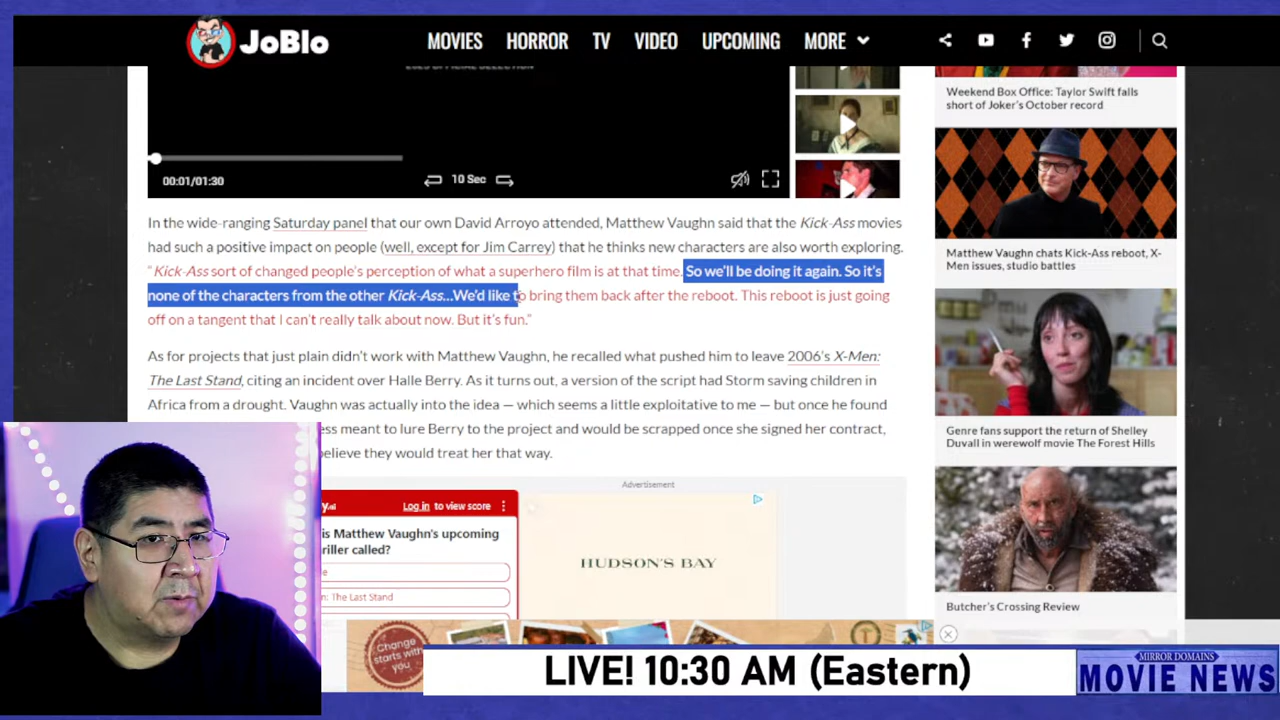 JoBlo
MOVIES HORROR TV VIDEO UPCOMING MORE
2023 OFFICIAL SELECTION
00:01/01:30
10 Sec
In the wide-ranging Saturday panel that our own David Arroyo attended, Matthew Vaughn said that the Kick-Ass movies
had such a positive impact on people (well, except for Jim Carrey) that he thinks new characters are also worth exploring.
“Kick-Ass sort of changed people’s perception of what a superhero film is at that time. So we’ll be doing it again. So it’s
none of the characters from the other Kick-Ass…We’d like to bring them back after the reboot. This reboot is just going
off on a tangent that I can’t really talk about now. But it’s fun.”
As for projects that just plain didn’t work with Matthew Vaughn, he recalled what pushed him to leave 2006’s X-Men:
The Last Stand, citing an incident over Halle Berry. As it turns out, a version of the script had Storm saving children in
Africa from a drought. Vaughn was actually into the idea — which seems a little exploitative to me — but once he found
ess meant to lure Berry to the project and would be scrapped once she signed her contract,
believe they would treat her that way.
Advertisement
y.ai Log in to view score
is Matthew Vaughn's upcoming
riller called?
e
n: The Last Stand
HUDSON'S BAY
Weekend Box Office: Taylor Swift falls
short of Joker’s October record
Matthew Vaughn chats Kick-Ass reboot, X-
Men issues, studio battles
Genre fans support the return of Shelley
Duvall in werewolf movie The Forest Hills
Butcher’s Crossing Review
Change
starts with
you
LIVE! 10:30 AM (Eastern)
MIRROR DOMAINS
MOVIE NEWS